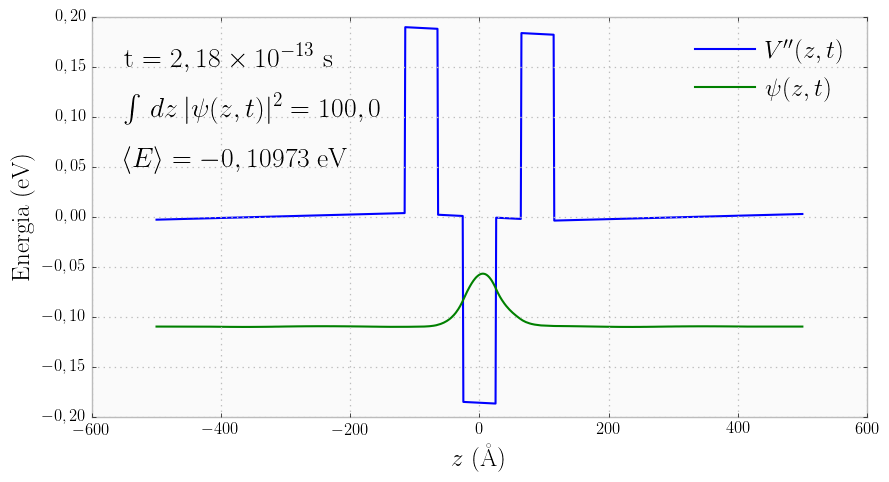 t = 2,18 × 10⁻¹³ s
∫ dz |ψ(z,t)|² = 100,0
⟨E⟩ = −0,10973 eV
V′′(z,t)
ψ(z,t)
Energia (eV)
0,20
0,15
0,10
0,05
0,00
−0,05
−0,10
−0,15
−0,20
−600 −400 −200 0 200 400 600
z (Å)